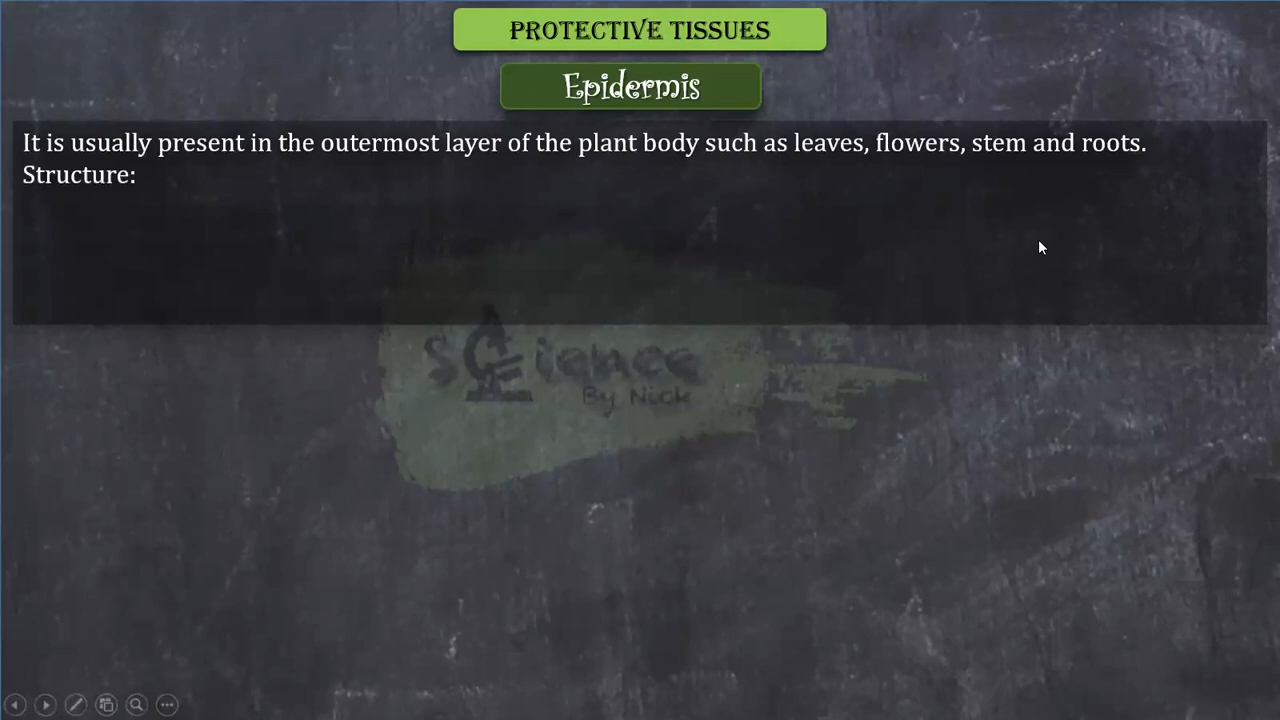 PROTECTIVE TISSUES
Epidermis
It is usually present in the outermost layer of the plant body such as leaves, flowers, stem and roots.
Structure:
Science
By Nick